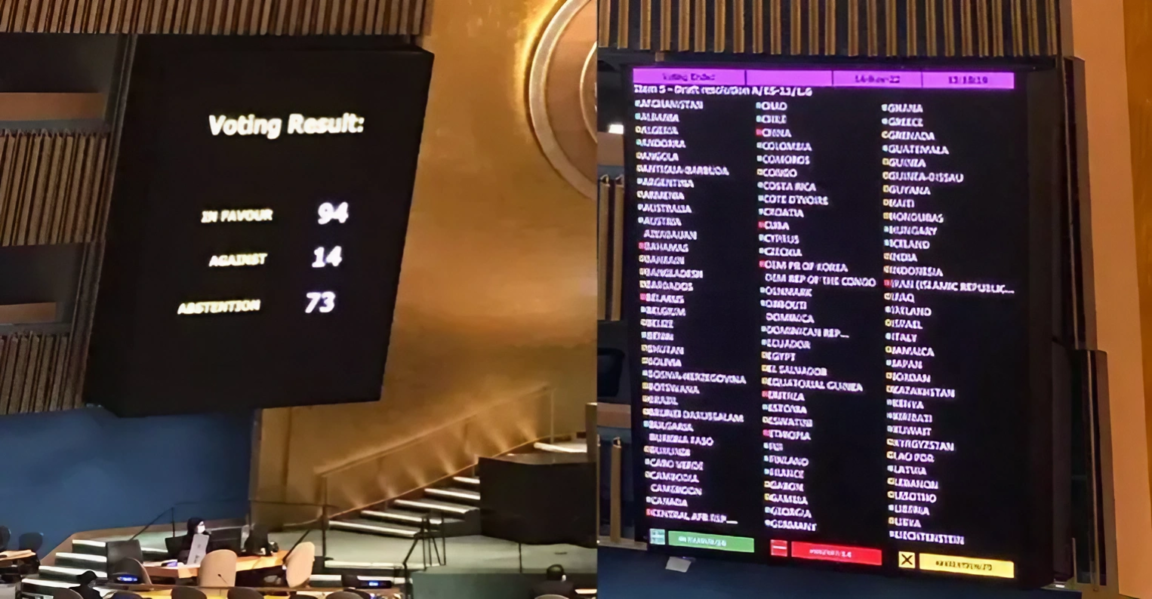 Voting Result:
IN FAVOUR 94
AGAINST 14
ABSTENTION 73
Voting Ended
14-Nov-22
Item 5 - Draft resolution A/ES-11/L.6
AFGHANISTAN
ALBANIA
ALGERIA
ANDORRA
ANGOLA
ANTIGUA-BARBUDA
ARGENTINA
ARMENIA
AUSTRALIA
AUSTRIA
AZERBAIJAN
BAHAMAS
BAHRAIN
BANGLADESH
BARBADOS
BELARUS
BELGIUM
BELIZE
BENIN
BHUTAN
BOLIVIA
BOSNIA-HERZEGOVINA
BOTSWANA
BRAZIL
BRUNEI DARUSSALAM
BULGARIA
BURKINA FASO
BURUNDI
CABO VERDE
CAMBODIA
CAMEROON
CANADA
CENTRAL AFR REP....
CHAD
CHILE
CHINA
COLOMBIA
COMOROS
CONGO
COSTA RICA
COTE D'IVOIRE
CROATIA
CUBA
CYPRUS
CZECHIA
DEM PR OF KOREA
DEM REP OF THE CONGO
DENMARK
DJIBOUTI
DOMINICA
DOMINICAN REP...
ECUADOR
EGYPT
EL SALVADOR
EQUATORIAL GUINEA
ERITREA
ESTONIA
ESWATINI
ETHIOPIA
FIJI
FINLAND
FRANCE
GABON
GAMBIA
GEORGIA
GERMANY
GHANA
GREECE
GRENADA
GUATEMALA
GUINEA
GUINEA-BISSAU
GUYANA
HAITI
HONDURAS
HUNGARY
ICELAND
INDIA
INDONESIA
IRAN (ISLAMIC REPUBLIC...
IRAQ
IRELAND
ISRAEL
ITALY
JAMAICA
JAPAN
JORDAN
KAZAKHSTAN
KENYA
KIRIBATI
KUWAIT
KYRGYZSTAN
LAO PDR
LATVIA
LEBANON
LESOTHO
LIBERIA
LIBYA
LIECHTENSTEIN